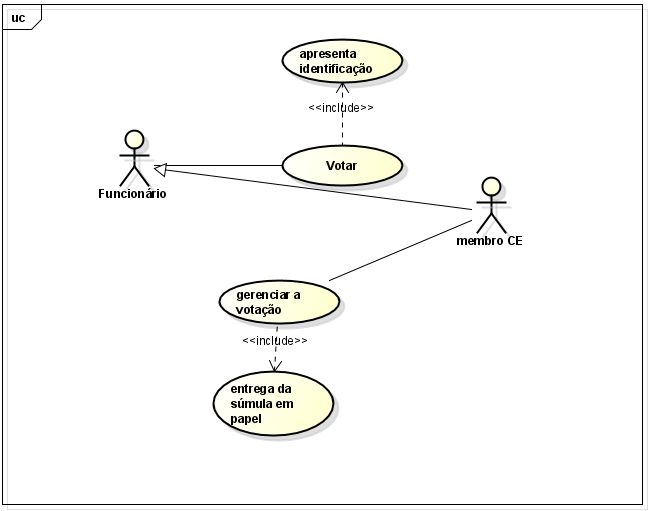 uc
apresenta
identificação
<<include>>
Votar
Funcionário
membro CE
gerenciar a
votação
<<include>>
entrega da
súmula em
papel